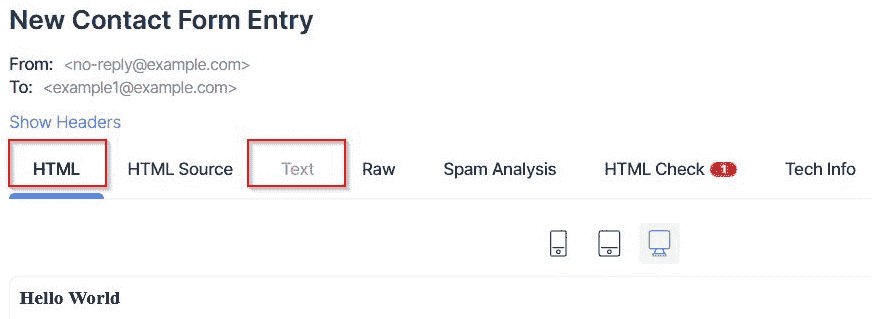 New Contact Form Entry
From: <no-reply@example.com>
To: <example1@example.com>
Show Headers
HTML HTML Source Text Raw Spam Analysis HTML Check 1 Tech Info
Hello World